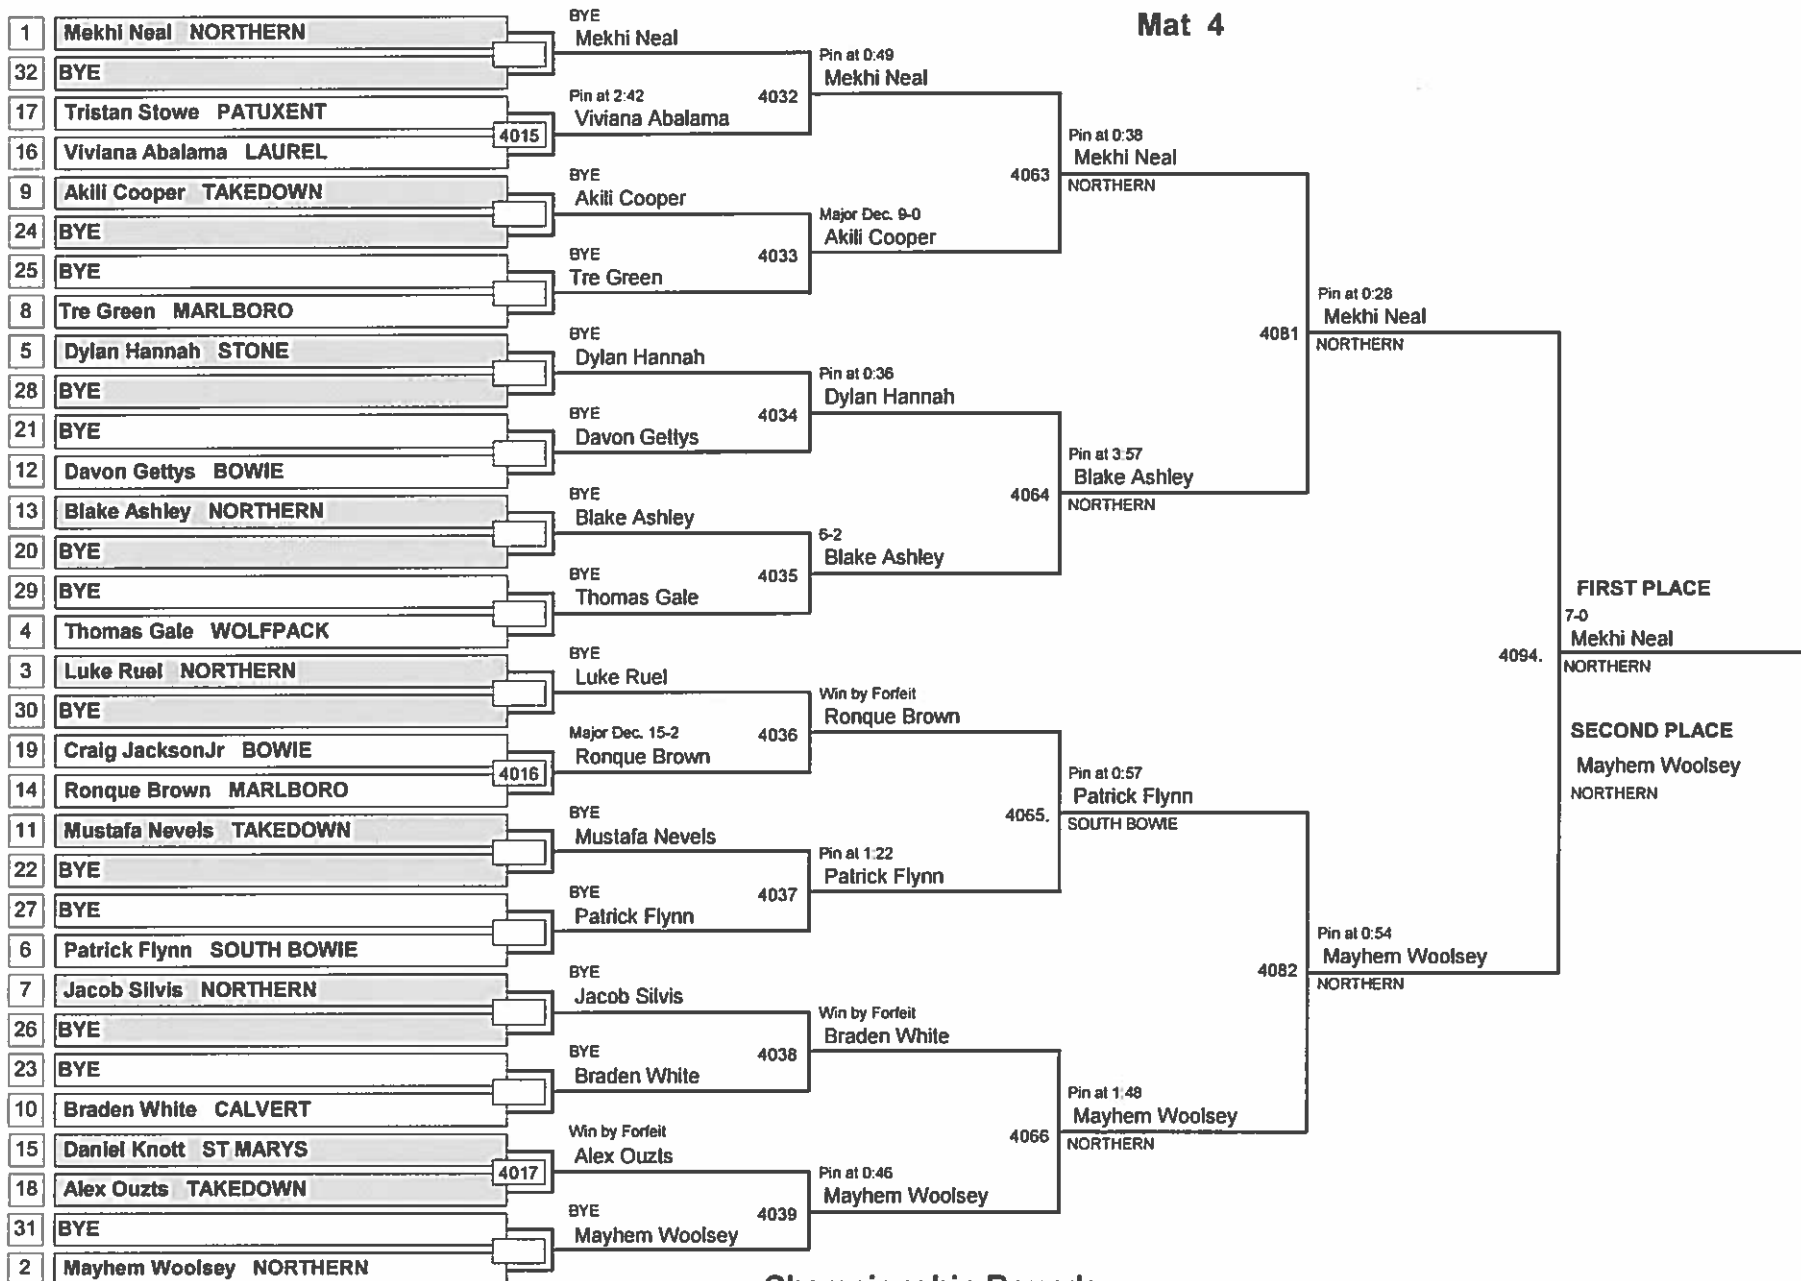 Mat 4
1 Mekhi Neal NORTHERN
32 BYE
17 Tristan Stowe PATUXENT
16 Viviana Abalama LAUREL
9 Akili Cooper TAKEDOWN
24 BYE
25 BYE
8 Tre Green MARLBORO
5 Dylan Hannah STONE
28 BYE
21 BYE
12 Davon Gettys BOWIE
13 Blake Ashley NORTHERN
20 BYE
29 BYE
4 Thomas Gale WOLFPACK
3 Luke Ruel NORTHERN
30 BYE
19 Craig JacksonJr BOWIE
14 Ronque Brown MARLBORO
11 Mustafa Nevels TAKEDOWN
22 BYE
27 BYE
6 Patrick Flynn SOUTH BOWIE
7 Jacob Silvis NORTHERN
26 BYE
23 BYE
10 Braden White CALVERT
15 Daniel Knott ST MARYS
18 Alex Ouzts TAKEDOWN
31 BYE
2 Mayhem Woolsey NORTHERN
4015
4016
4017
BYE
Mekhi Neal
Pin at 2:42
Viviana Abalama
BYE
Akili Cooper
BYE
Tre Green
BYE
Dylan Hannah
BYE
Davon Gettys
BYE
Blake Ashley
BYE
Thomas Gale
BYE
Luke Ruel
Major Dec. 15-2
Ronque Brown
BYE
Mustafa Nevels
BYE
Patrick Flynn
BYE
Jacob Silvis
BYE
Braden White
Win by Forfeit
Alex Ouzts
BYE
Mayhem Woolsey
4032
4033
4034
4035
4036
4037
4038
4039
Pin at 0:49
Mekhi Neal
Major Dec. 9-0
Akili Cooper
Pin at 0:36
Dylan Hannah
Blake Ashley
Win by Forfeit
Ronque Brown
Pin at 1:22
Patrick Flynn
Win by Forfeit
Braden White
Pin at 0:46
Mayhem Woolsey
4063
4064
4065.
4066
Pin at 0:38
Mekhi Neal
NORTHERN
Pin at 3:57
Blake Ashley
NORTHERN
Pin at 0:57
Patrick Flynn
SOUTH BOWIE
Pin at 1:48
Mayhem Woolsey
NORTHERN
4081
4082
Pin at 0:28
Mekhi Neal
NORTHERN
Pin at 0:54
Mayhem Woolsey
NORTHERN
4094.
FIRST PLACE
7-0
Mekhi Neal
NORTHERN
SECOND PLACE
Mayhem Woolsey
NORTHERN